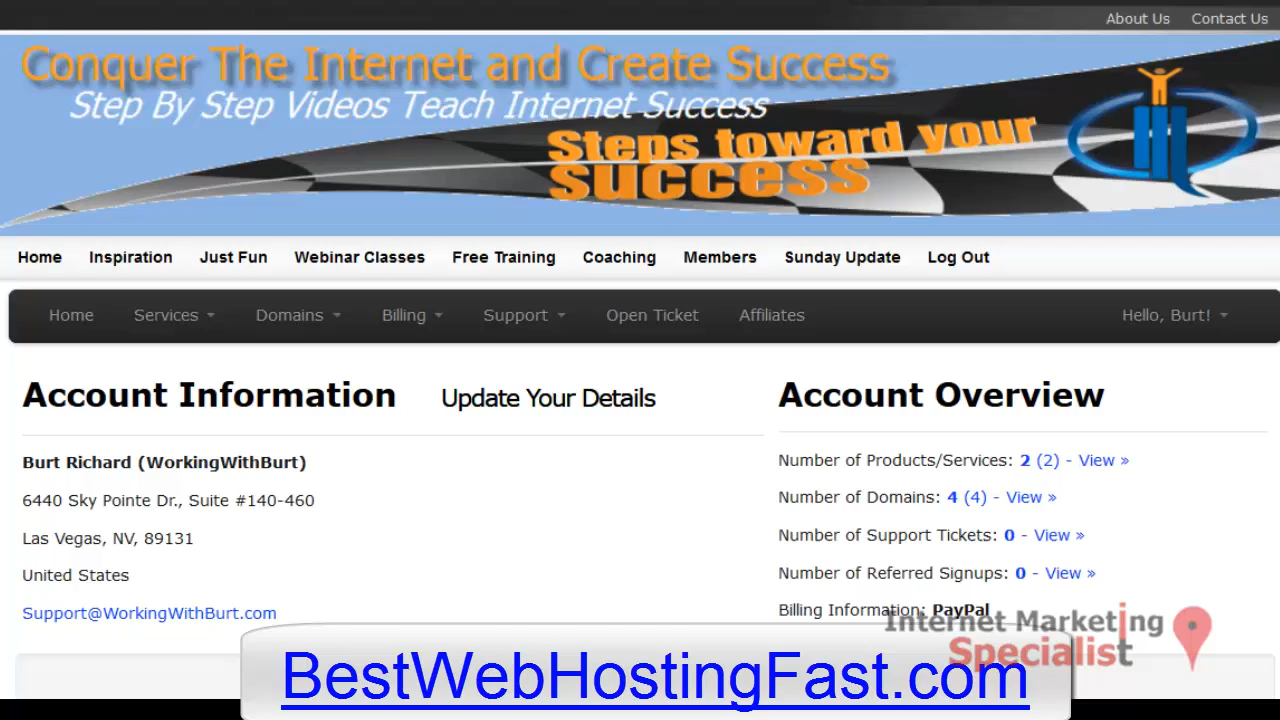 About Us Contact Us
Conquer The Internet and Create Success
Step By Step Videos Teach Internet Success
Steps toward your
success
Home Inspiration Just Fun Webinar Classes Free Training Coaching Members Sunday Update Log Out
Home Services Domains Billing Support Open Ticket Affiliates Hello, Burt!
Account Information Update Your Details
Burt Richard (WorkingWithBurt)
6440 Sky Pointe Dr., Suite #140-460
Las Vegas, NV, 89131
United States
Support@WorkingWithBurt.com
Account Overview
Number of Products/Services: 2 (2) - View »
Number of Domains: 4 (4) - View »
Number of Support Tickets: 0 - View »
Number of Referred Signups: 0 - View »
Billing Information: PayPal
Internet Marketing
Specialist
BestWebHostingFast.com